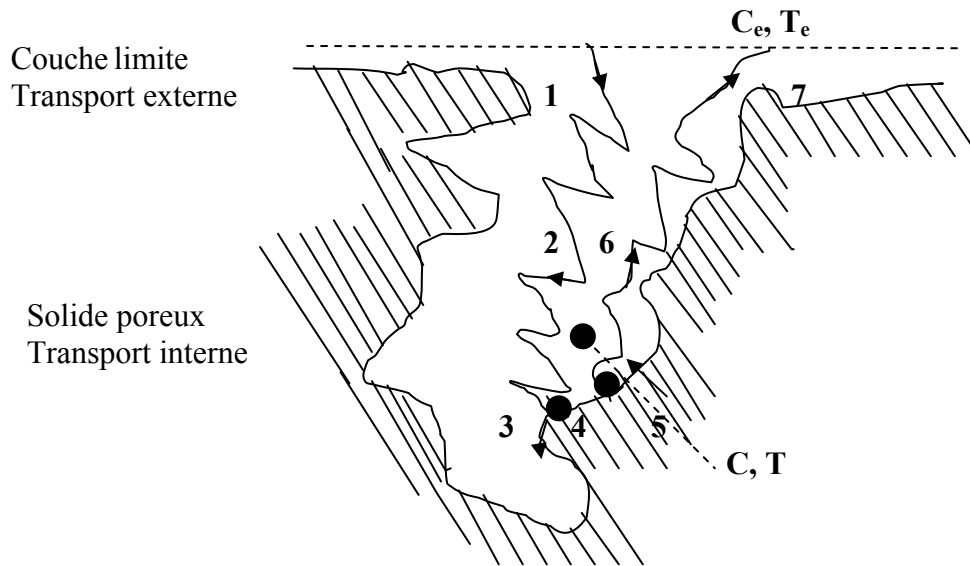 Cₑ, Tₑ
Couche limite
Transport externe
1
7
2
6
Solide poreux
Transport interne
3
4
5
C, T